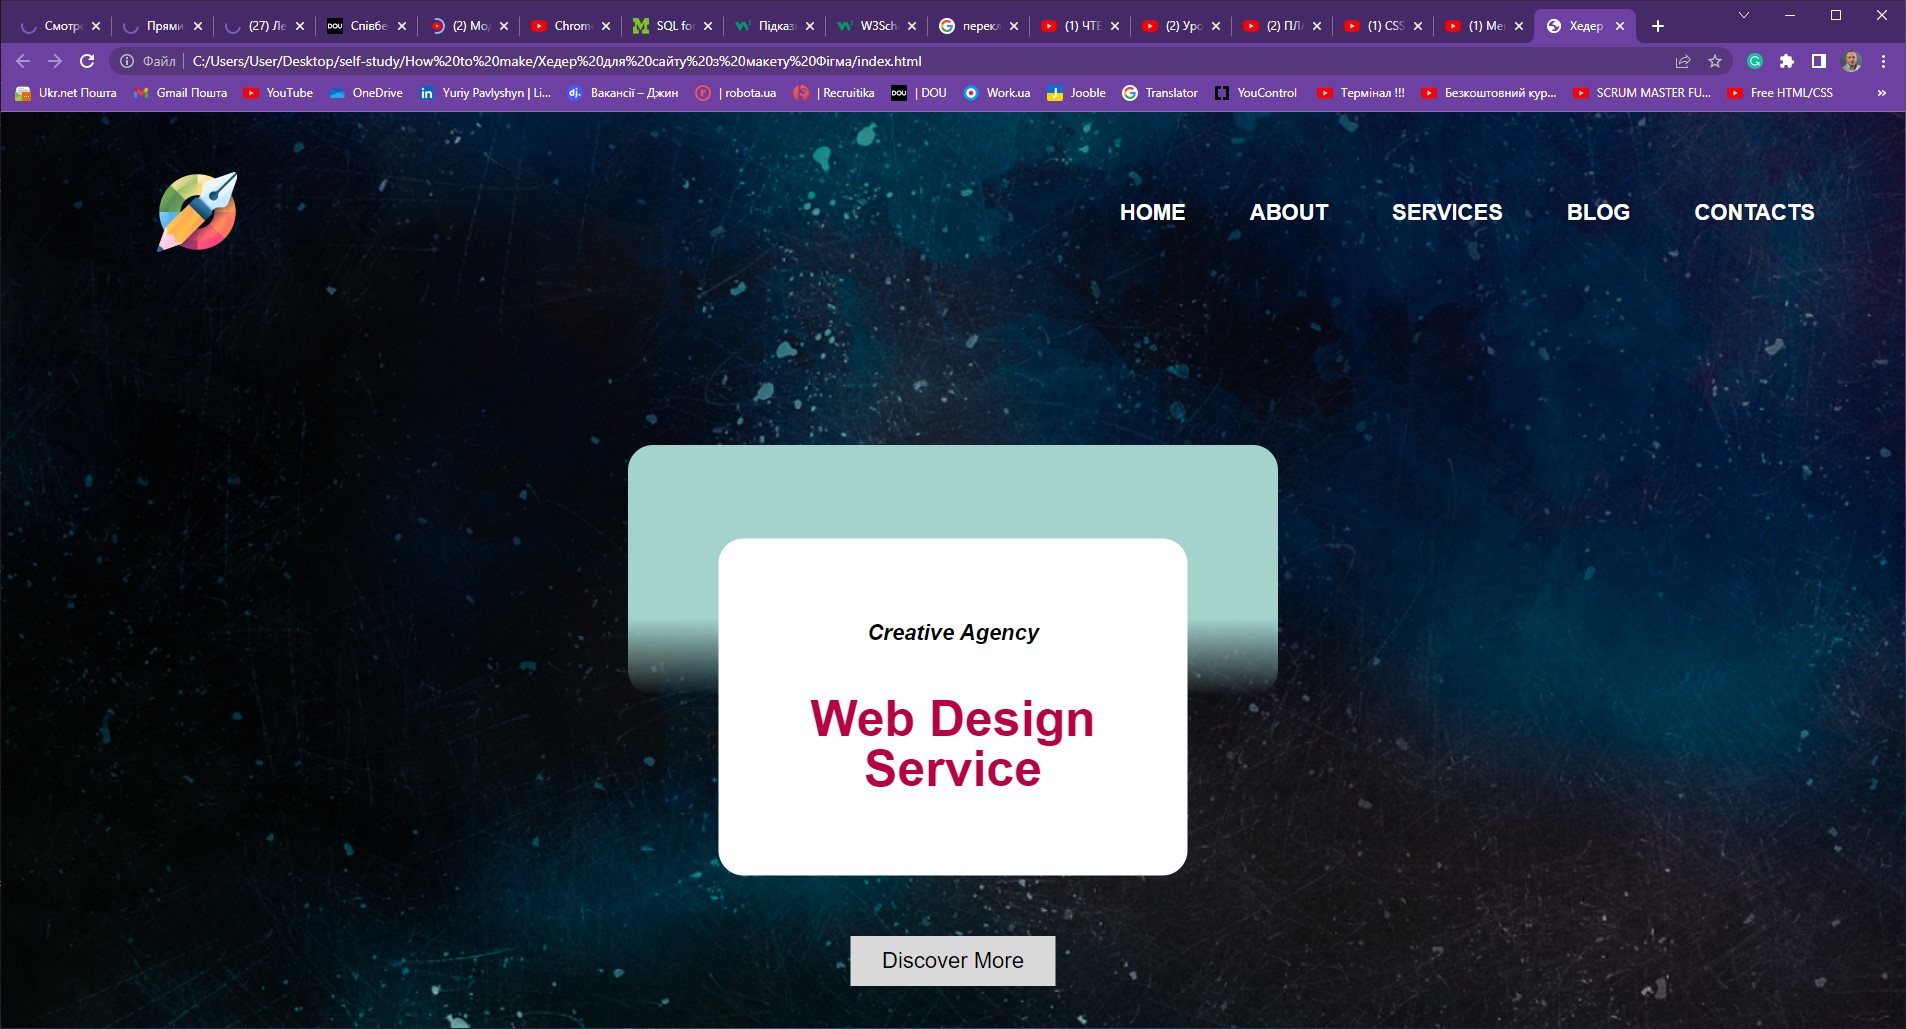 Смотр
Прями
(27) Ле
Співбе
(2) Мо
Chrom
SQL fo
Підказ
W3Sch
перекл
(1) ЧТЕ
(2) Уро
(2) ПЛА
(1) CSS
(1) Ме
Хедер
Файл | C:/Users/User/Desktop/self-study/How%20to%20make/Хедер%20для%20сайту%20з%20макету%20Фігма/index.html
Ukr.net Пошта
Gmail Пошта
YouTube
OneDrive
Yuriy Pavlyshyn | Li...
Вакансії – Джин
| robota.ua
| Recruitika
| DOU
Work.ua
Jooble
Translator
YouControl
Термінал !!!
Безкоштовний кур...
SCRUM MASTER FU...
Free HTML/CSS
HOME
ABOUT
SERVICES
BLOG
CONTACTS
Creative Agency
Web Design
Service
Discover More